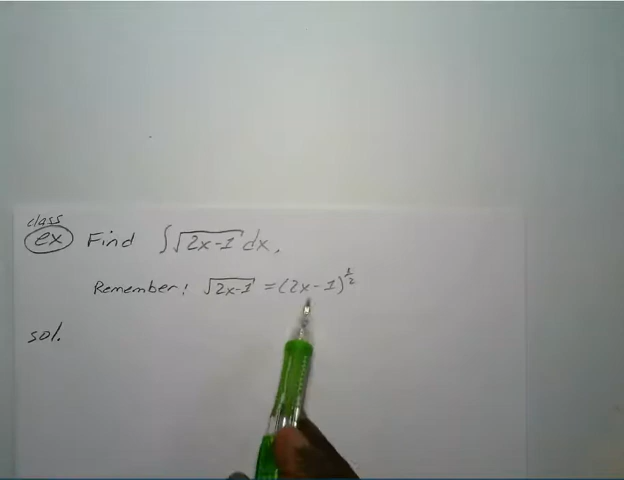 class
ex Find ∫√(2x-1) dx.
Remember: √(2x-1) = (2x-1)^(1/2)
sol.